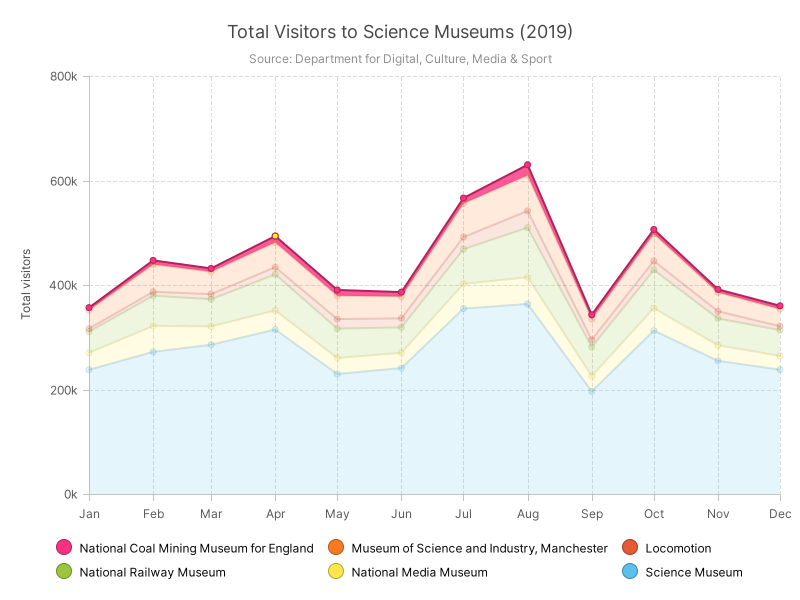 Total Visitors to Science Museums (2019)
Source: Department for Digital, Culture, Media & Sport
800k
600k
400k
200k
0k
Total visitors
Jan Feb Mar Apr May Jun Jul Aug Sep Oct Nov Dec
National Coal Mining Museum for England Museum of Science and Industry, Manchester Locomotion
National Railway Museum National Media Museum Science Museum